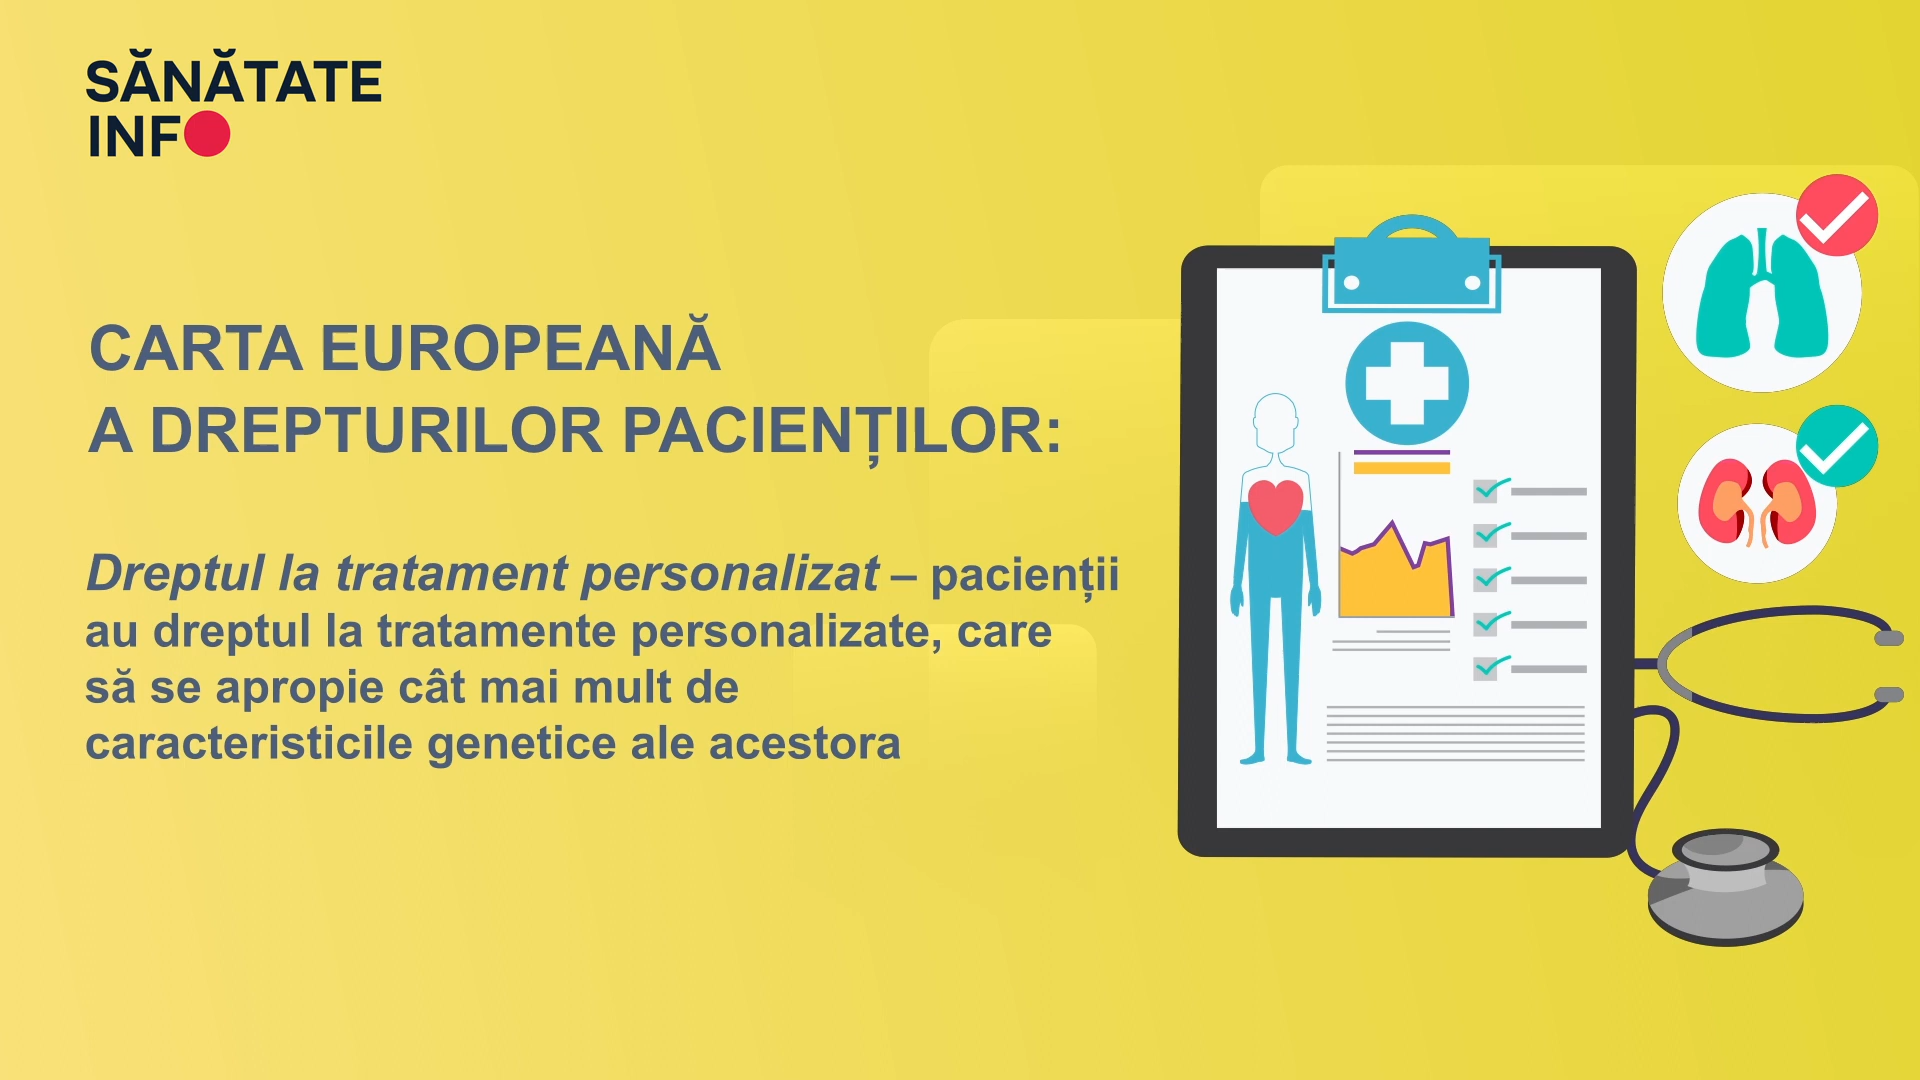 SĂNĂTATE
INFO
CARTA EUROPEANĂ
A DREPTURILOR PACIENȚILOR:
Dreptul la tratament personalizat – pacienții
au dreptul la tratamente personalizate, care
să se apropie cât mai mult de
caracteristicile genetice ale acestora